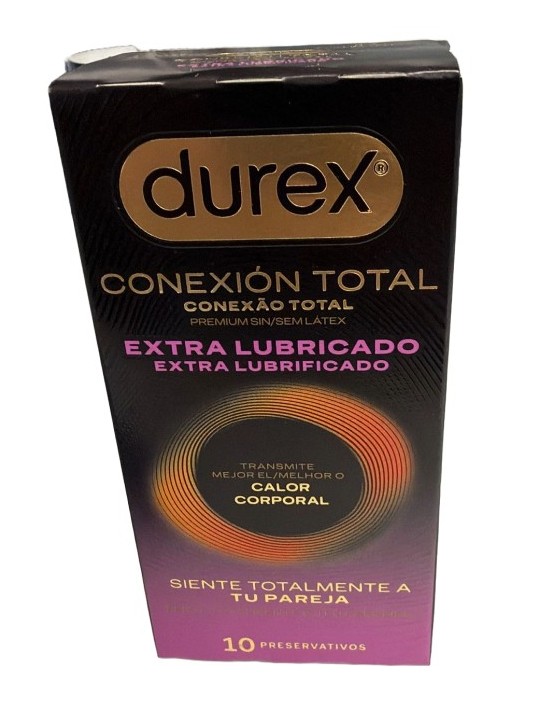 durex®
CONEXIÓN TOTAL
CONEXÃO TOTAL
PREMIUM SIN/SEM LÁTEX
EXTRA LUBRICADO
EXTRA LUBRIFICADO
TRANSMITE
MEJOR EL/MELHOR O
CALOR
CORPORAL
SIENTE TOTALMENTE A
TU PAREJA
10 PRESERVATIVOS